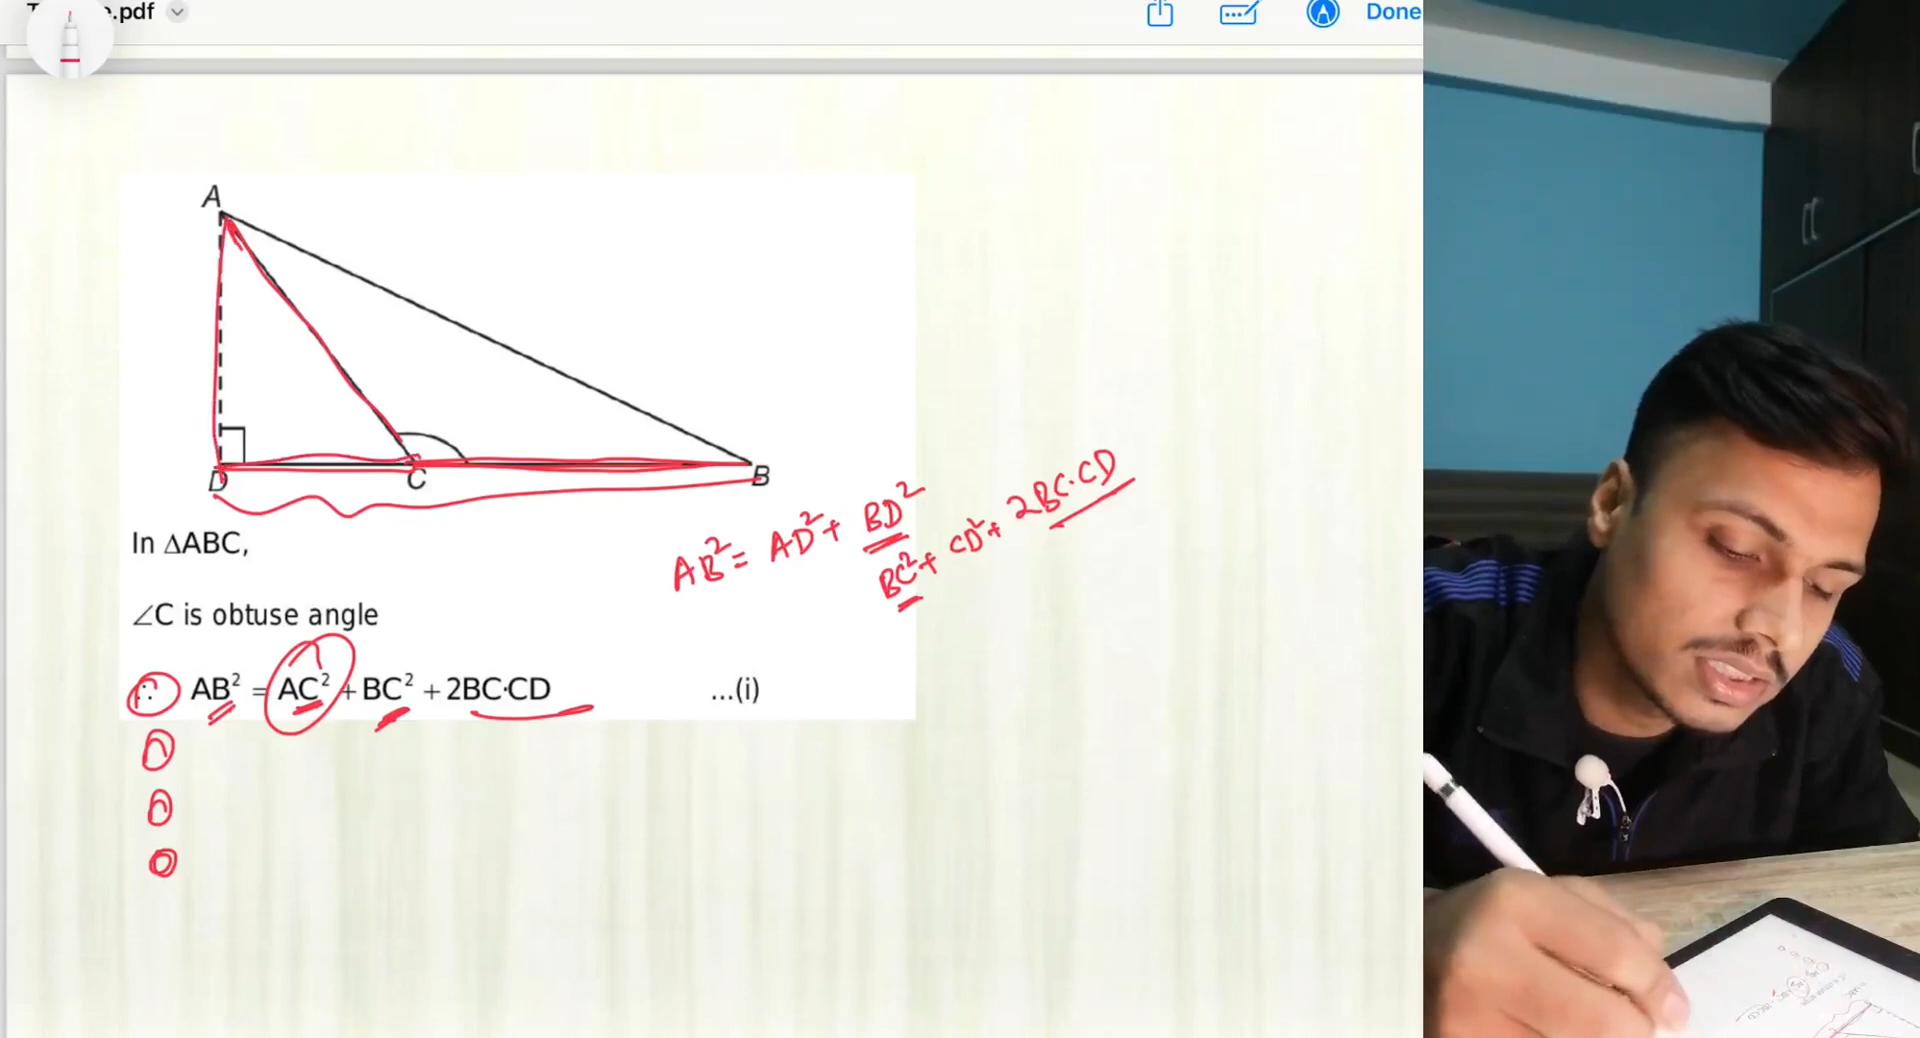 .pdf
Done
A
D
C
B
AB² = AD² + BD²
BC² + CD² + 2BC·CD
In ΔABC,
∠C is obtuse angle
∴ AB² = AC² + BC² + 2BC·CD ...(i)